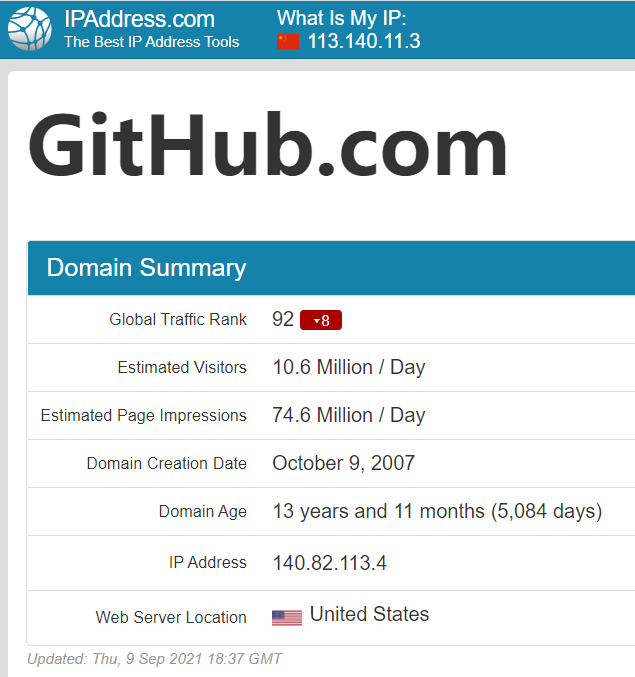 IPAddress.com
The Best IP Address Tools
What Is My IP:
113.140.11.3
GitHub.com
Domain Summary
Global Traffic Rank 92 ▾8
Estimated Visitors 10.6 Million / Day
Estimated Page Impressions 74.6 Million / Day
Domain Creation Date October 9, 2007
Domain Age 13 years and 11 months (5,084 days)
IP Address 140.82.113.4
Web Server Location United States
Updated: Thu, 9 Sep 2021 18:37 GMT